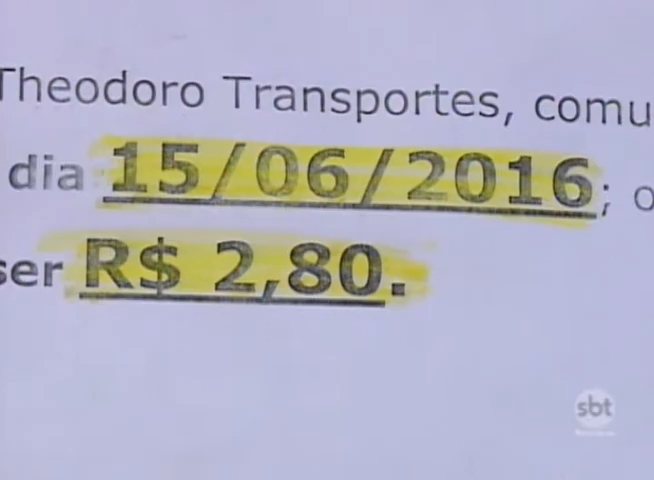 Theodoro Transportes, comu
dia 15/06/2016; o
ser R$ 2,80.
sbt